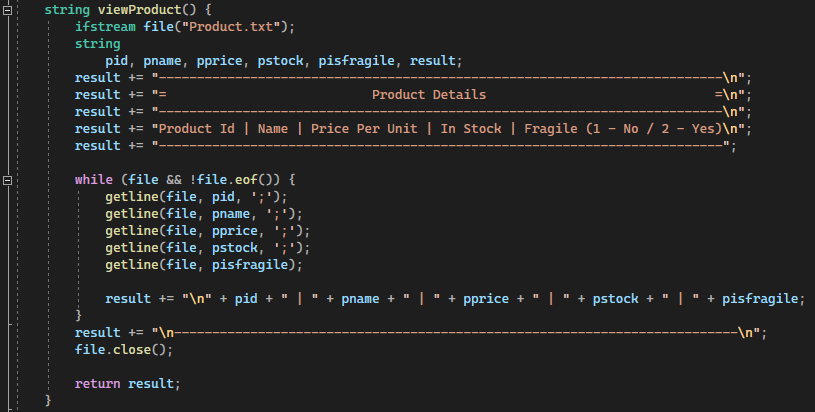 string viewProduct() {
    ifstream file("Product.txt");
    string
        pid, pname, pprice, pstock, pisfragile, result;
    result += "--------------------------------------------------------------------------\n";
    result += "=                           Product Details                              =\n";
    result += "--------------------------------------------------------------------------\n";
    result += "Product Id | Name | Price Per Unit | In Stock | Fragile (1 - No / 2 - Yes)\n";
    result += "--------------------------------------------------------------------------";

    while (file && !file.eof()) {
        getline(file, pid, ';');
        getline(file, pname, ';');
        getline(file, pprice, ';');
        getline(file, pstock, ';');
        getline(file, pisfragile);

        result += "\n" + pid + " | " + pname + " | " + pprice + " | " + pstock + " | " + pisfragile;
    }
    result += "\n--------------------------------------------------------------------------\n";
    file.close();

    return result;
}